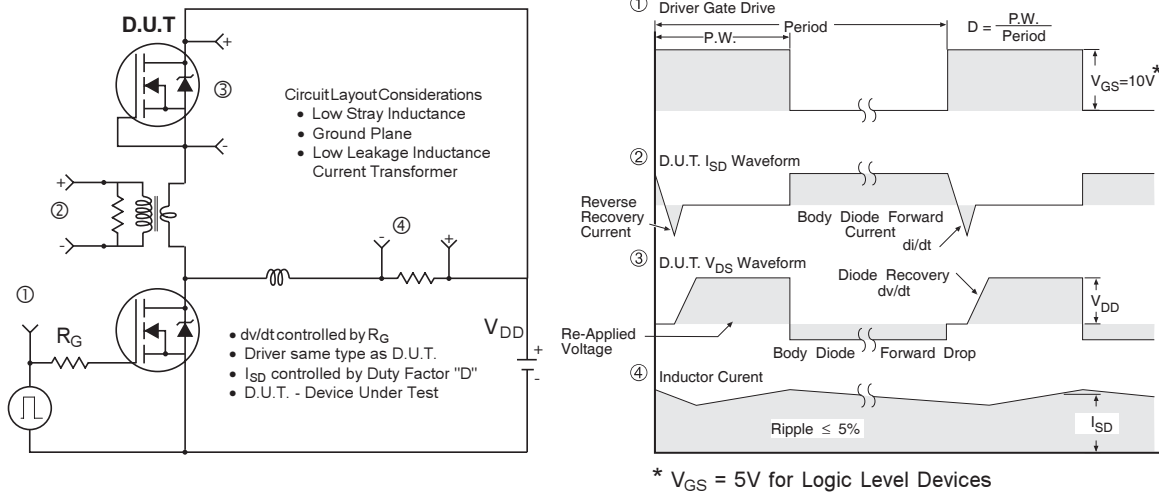 D.U.T
+
③
-
Circuit Layout Considerations
• Low Stray Inductance
• Ground Plane
• Low Leakage Inductance
Current Transformer
+
②
-
④
- +
①
R_G
• dv/dt controlled by R_G
• Driver same type as D.U.T.
• I_SD controlled by Duty Factor "D"
• D.U.T. - Device Under Test
V_DD
+
-
① Driver Gate Drive
P.W.
Period
D = P.W. / Period
V_GS=10V*
② D.U.T. I_SD Waveform
Reverse
Recovery
Current
Body Diode Forward
Current
di/dt
③ D.U.T. V_DS Waveform
Diode Recovery
dv/dt
V_DD
Re-Applied
Voltage
Body Diode Forward Drop
④ Inductor Curent
Ripple ≤ 5%
I_SD
* V_GS = 5V for Logic Level Devices